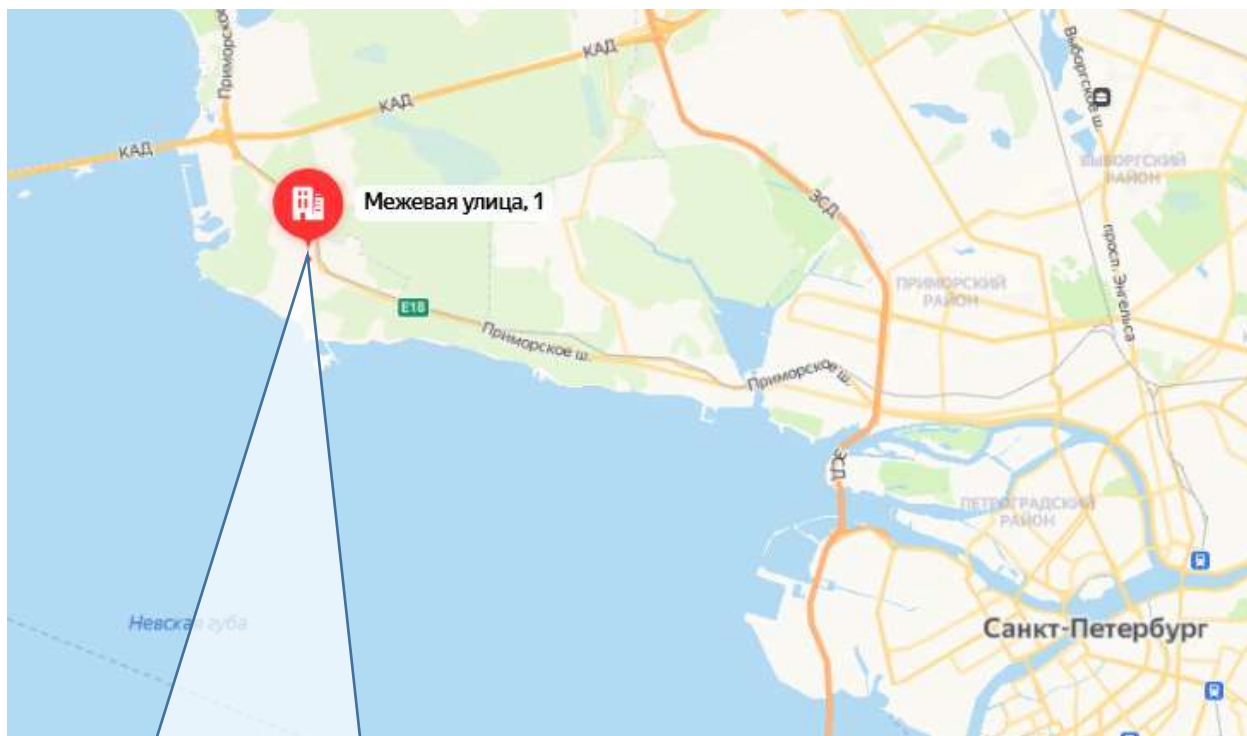 Приморско
КАД
КАД
КАД
Выборгское ш.
ВЫБОРГСКИЙ
РАЙОН
Межевая улица, 1
ЗСД
просп. Энгельса
ПРИМОРСКИЙ
РАЙОН
E18
Приморское ш.
Приморское ш.
ЗСД
ПЕТРОГРАДСКИЙ
РАЙОН
Невская губа
Санкт-Петербург